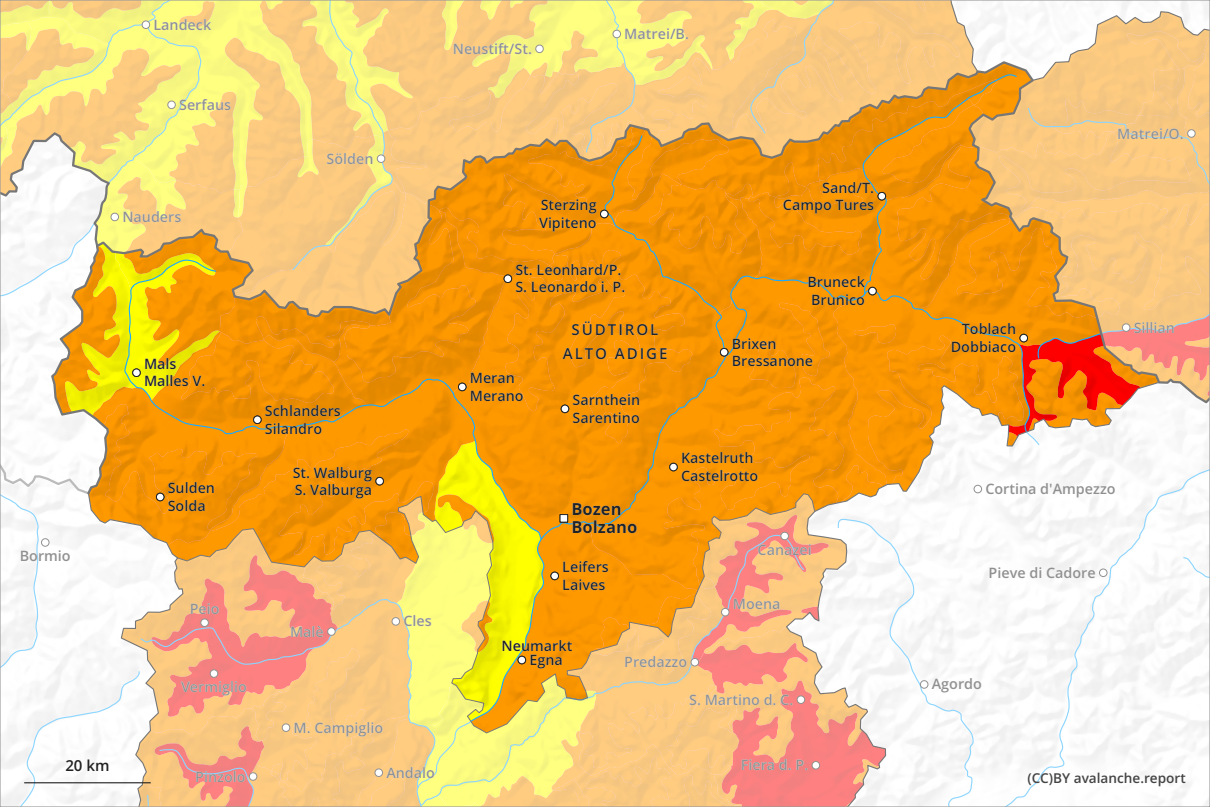 Landeck
Matrei/B.
Neustift/St.
Serfaus
Matrei/O.
Sölden
Sand/T.
Campo Tures
Nauders
Sterzing
Vipiteno
St. Leonhard/P.
S. Leonardo i. P.
Bruneck
Brunico
SÜDTIROL
ALTO ADIGE
Toblach
Dobbiaco
Sillian
Brixen
Bressanone
Mals
Malles V.
Meran
Merano
Schlanders
Silandro
Sarnthein
Sarentino
Kastelruth
Castelrotto
St. Walburg
S. Valburga
Sulden
Solda
Cortina d'Ampezzo
Bozen
Bolzano
Bormio
Canazei
Pieve di Cadore
Leifers
Laives
Peio
Moena
Cles
Malè
Neumarkt
Egna
Predazzo
Vermiglio
Agordo
S. Martino d. C.
M. Campiglio
Fiera d. P.
Andalo
Pinzolo
20 km
(CC)BY avalanche.report